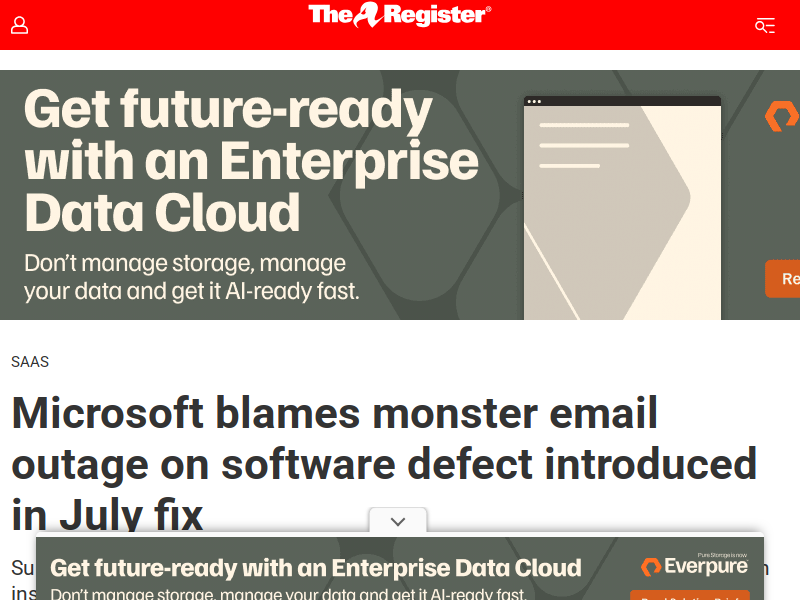 The Register®
Get future-ready
with an Enterprise
Data Cloud
Don't manage storage, manage
your data and get it AI-ready fast.
Re
SAAS
Microsoft blames monster email
outage on software defect introduced
in July fix
Su
ins
Get future-ready with an Enterprise Data Cloud
Pure Storage is now
Everpure
Don't manage storage, manage your data and get it AI-ready fast.